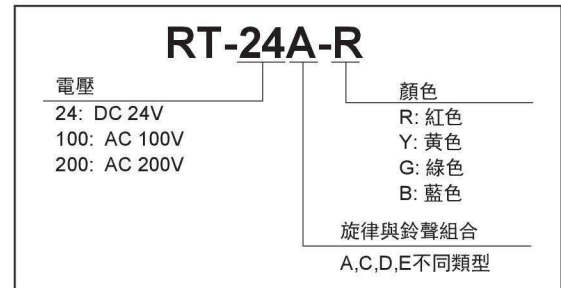 RT-24A-R
電壓
24: DC 24V
100: AC 100V
200: AC 200V
顏色
R: 紅色
Y: 黃色
G: 綠色
B: 藍色
旋律與鈴聲組合
A,C,D,E不同類型